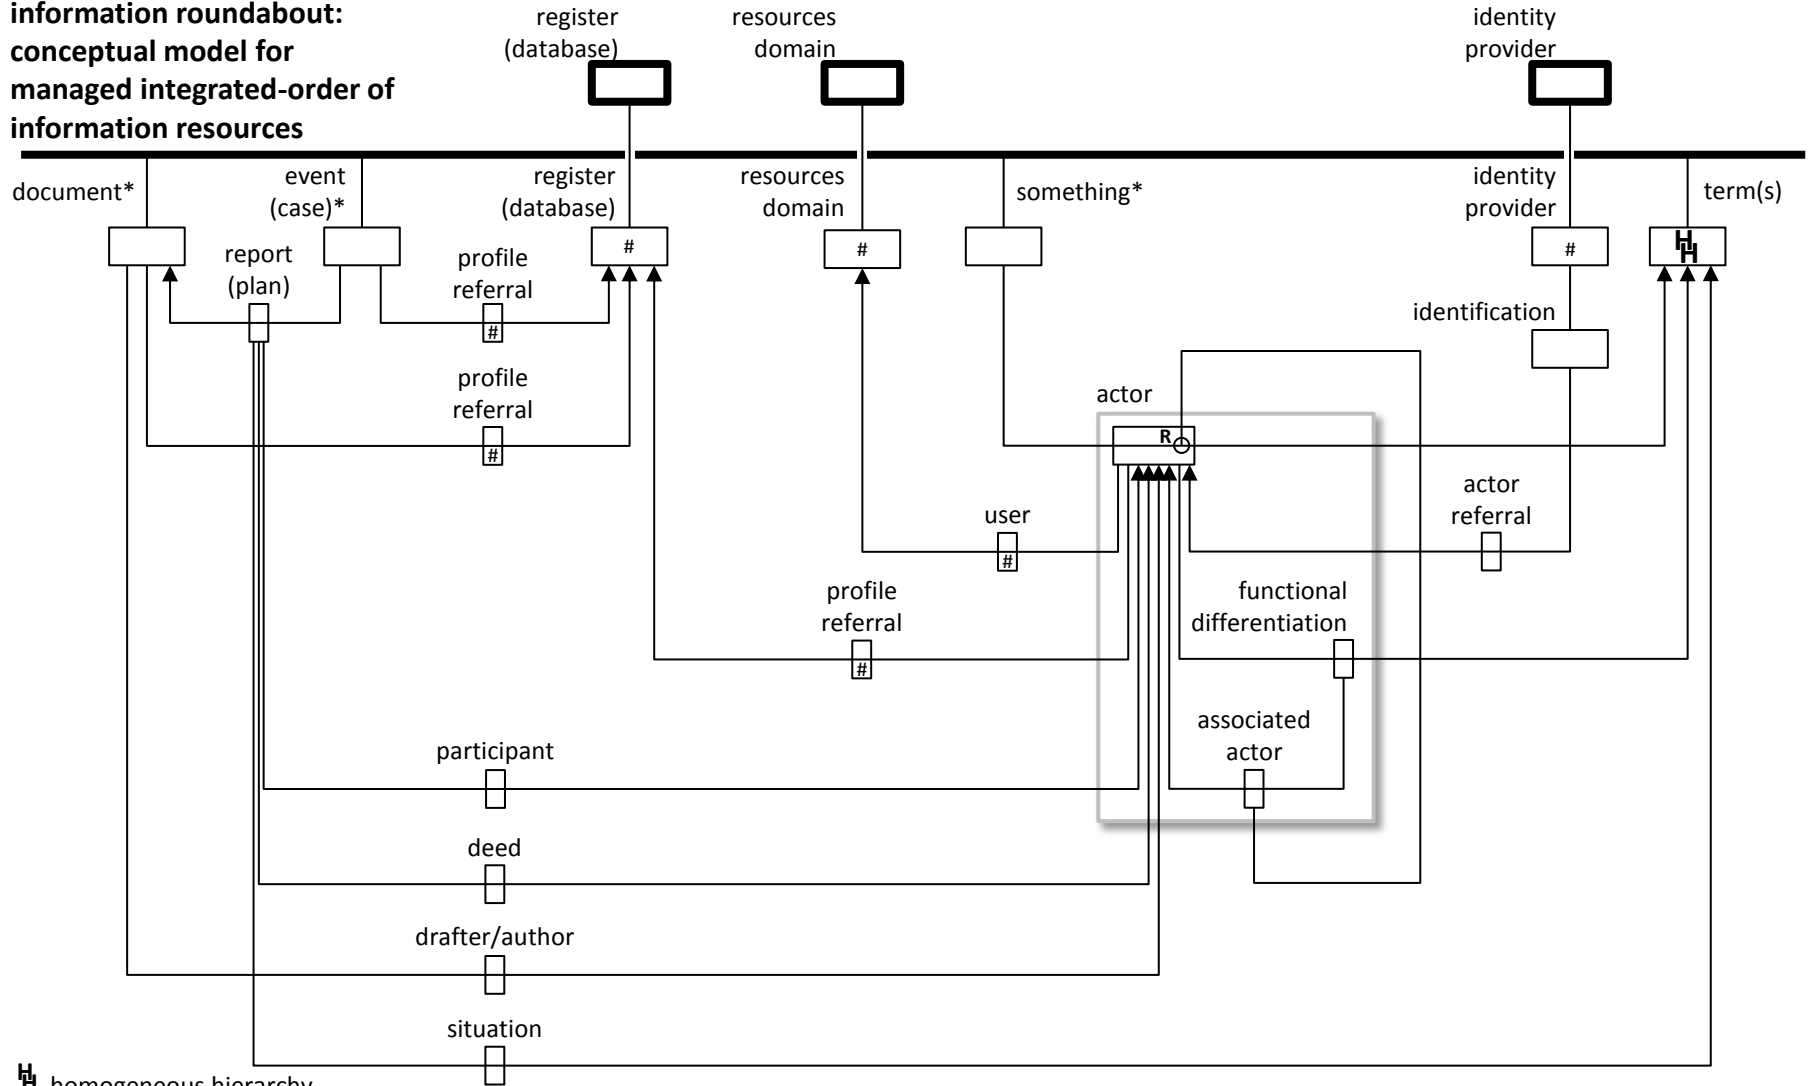 information roundabout:
conceptual model for
managed integrated-order of
information resources
register
(database)
resources
domain
identity
provider
document*
event
(case)*
register
(database)
resources
domain
something*
identity
provider
term(s)
#
#
#
H
H
report
(plan)
profile
referral
#
identification
profile
referral
#
actor
R
user
#
actor
referral
profile
referral
#
functional
differentiation
associated
actor
participant
deed
drafter/author
situation
H
H homogeneous hierarchy